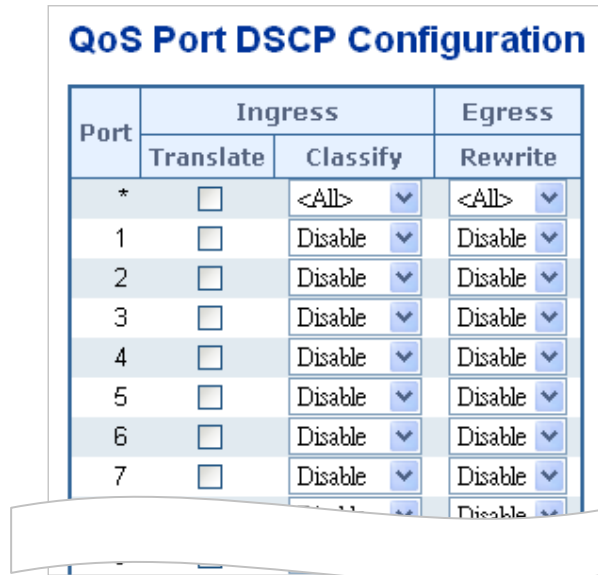 QoS Port DSCP Configuration
Port Ingress Egress
Translate Classify Rewrite
* <All> <All>
1 Disable Disable
2 Disable Disable
3 Disable Disable
4 Disable Disable
5 Disable Disable
6 Disable Disable
7 Disable Disable
Disable